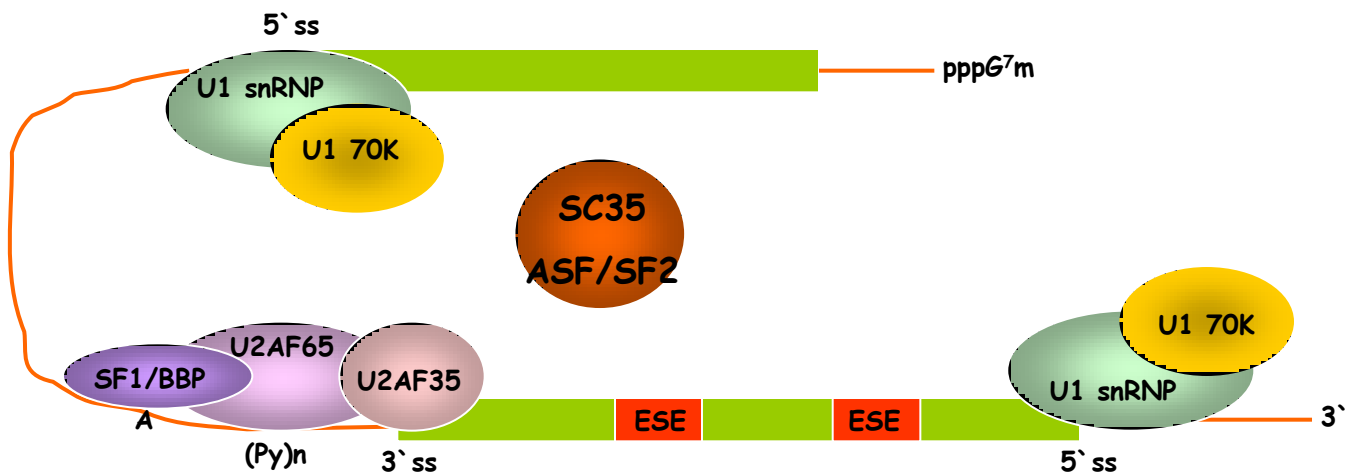 5`ss
U1 snRNP
pppG⁷m
U1 70K
SC35
ASF/SF2
U1 70K
U2AF65
SF1/BBP
U2AF35
U1 snRNP
A
ESE
ESE
3`
(Py)n
3`ss
5`ss